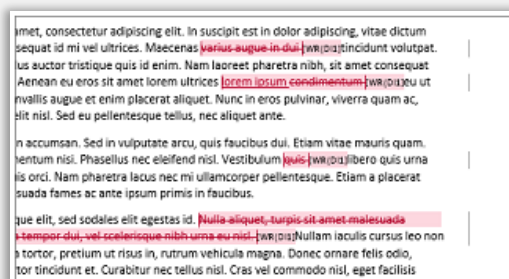 met, consectetur adipiscing elit. In suscipit est in dolor adipiscing, vitae dictum
sequat id mi vel ultrices. Maecenas varius augue in dui [WR(D1]tincidunt volutpat.
us auctor tristique quis id enim. Nam laoreet pharetra nibh, sit amet consequat
Aenean eu eros sit amet lorem ultrices lorem ipsum condimentum [WR(D1]eu ut
nvallis augue et enim placerat aliquet. Nunc in eros pulvinar, viverra quam ac,
elit nisl. Sed eu pellentesque tellus, nec aliquet ante.
n accumsan. Sed in vulputate arcu, quis faucibus dui. Etiam vitae mauris quam.
nentum nisi. Phasellus nec eleifend nisl. Vestibulum quis [WR(D1]libero quis urna
is orci. Nam pharetra lacus nec mi ullamcorper pellentesque. Etiam a placerat
suada fames ac ante ipsum primis in faucibus.
que elit, sed sodales elit egestas id. Nulla aliquet, turpis sit amet malesuada
tempor dui, vel scelerisque nibh urna eu nisl. [WR(D1]Nullam iaculis cursus leo non
tortor, pretium ut risus in, rutrum vehicula magna. Donec ornare felis odio,
tor tincidunt et. Curabitur nec tellus nisl. Cras vel commodo nisl, eget facilisis